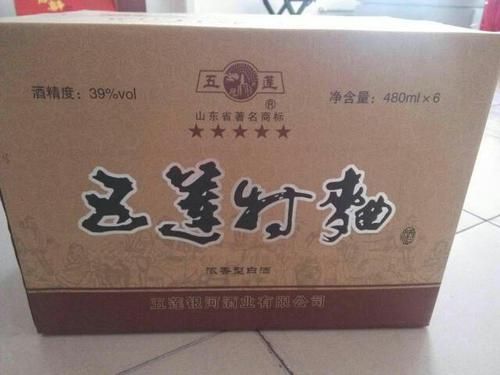 五 莲
®
酒精度：39%vol
净含量：480ml×6
山东省著名商标
★★★★★
五莲特曲
浓香型白酒
五莲银河酒业有限公司